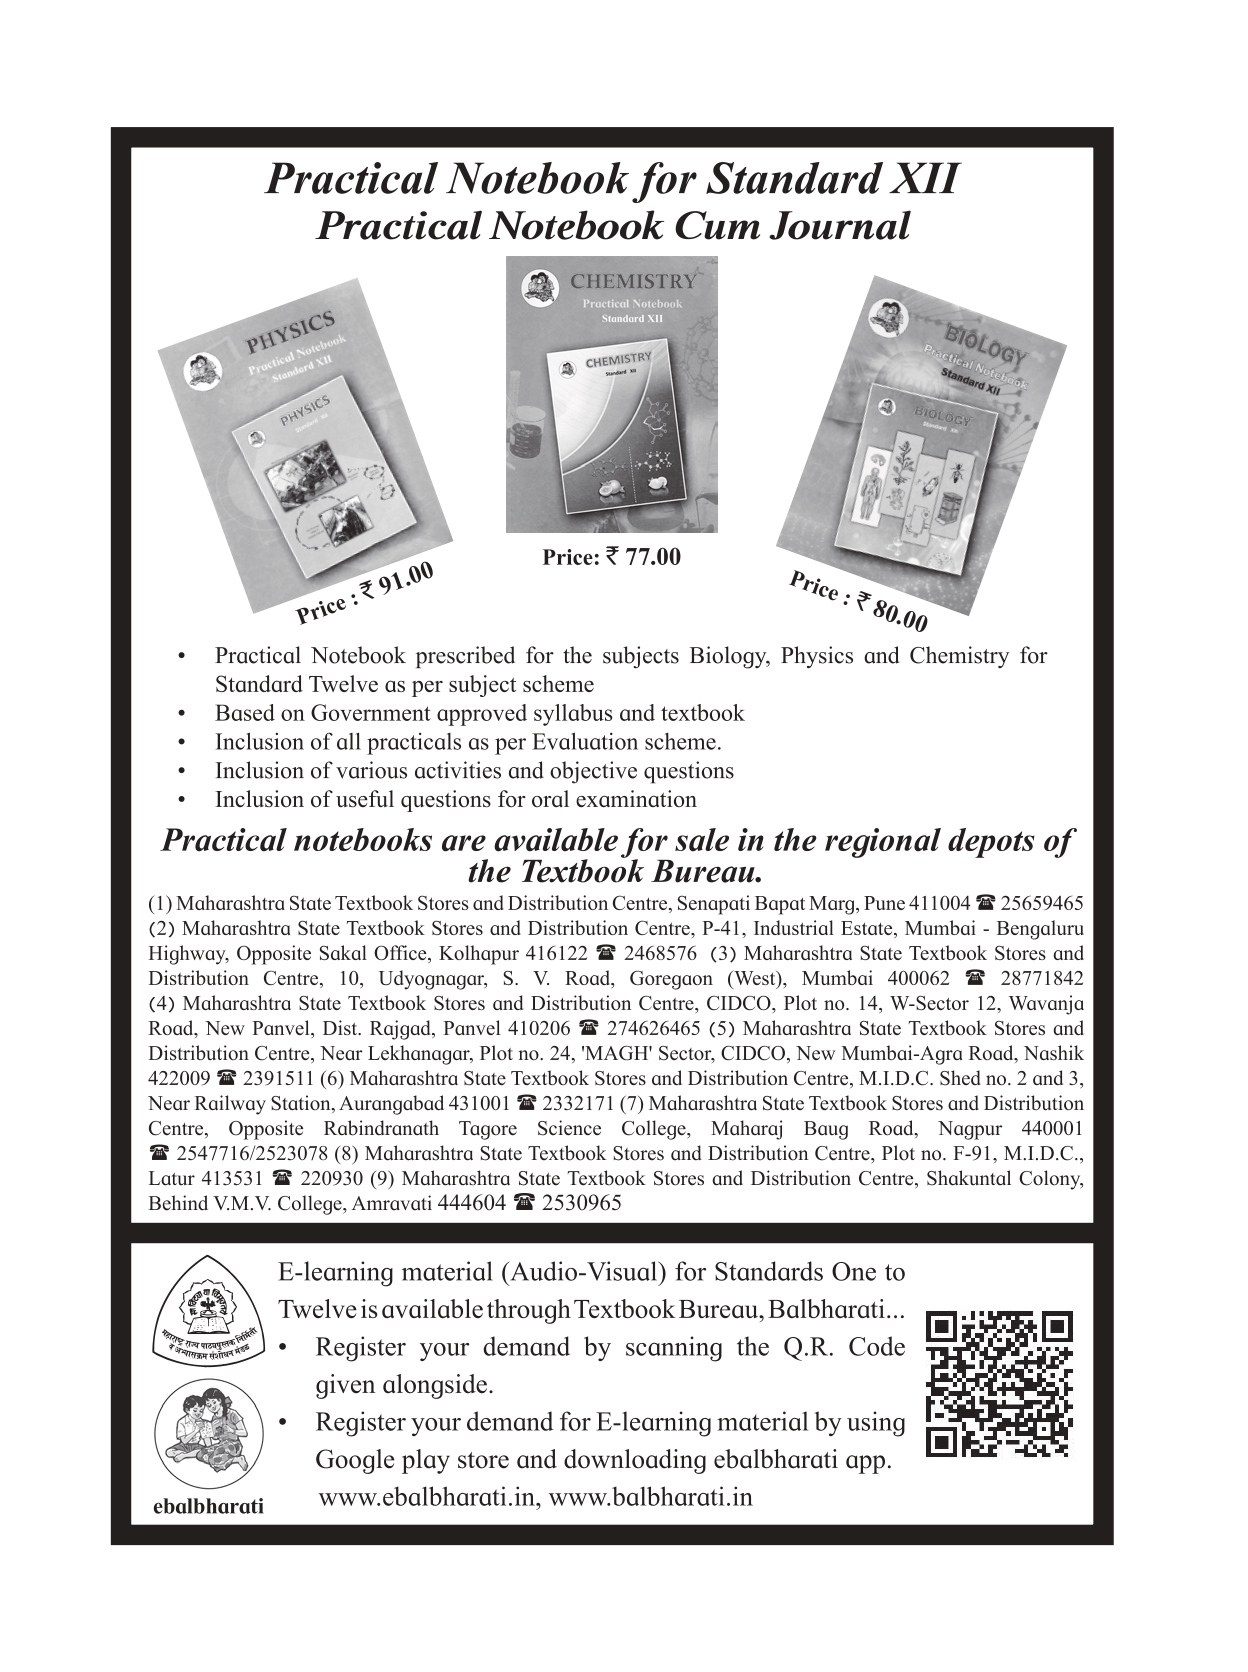 Practical Notebook for Standard XII
Practical Notebook Cum Journal
PHYSICS
Practical Notebook
Standard XII
PHYSICS
Standard XII
Price : ₹ 91.00
CHEMISTRY
Practical Notebook
Standard XII
CHEMISTRY
Standard XII
Price: ₹ 77.00
BIOLOGY
Practical Notebook
Standard XII
BIOLOGY
Standard XII
Price : ₹ 80.00
• Practical Notebook prescribed for the subjects Biology, Physics and Chemistry for
Standard Twelve as per subject scheme
• Based on Government approved syllabus and textbook
• Inclusion of all practicals as per Evaluation scheme.
• Inclusion of various activities and objective questions
• Inclusion of useful questions for oral examination
Practical notebooks are available for sale in the regional depots of
the Textbook Bureau.
(1) Maharashtra State Textbook Stores and Distribution Centre, Senapati Bapat Marg, Pune 411004 ☎ 25659465
(2) Maharashtra State Textbook Stores and Distribution Centre, P-41, Industrial Estate, Mumbai - Bengaluru
Highway, Opposite Sakal Office, Kolhapur 416122 ☎ 2468576 (3) Maharashtra State Textbook Stores and
Distribution Centre, 10, Udyognagar, S. V. Road, Goregaon (West), Mumbai 400062 ☎ 28771842
(4) Maharashtra State Textbook Stores and Distribution Centre, CIDCO, Plot no. 14, W-Sector 12, Wavanja
Road, New Panvel, Dist. Rajgad, Panvel 410206 ☎ 274626465 (5) Maharashtra State Textbook Stores and
Distribution Centre, Near Lekhanagar, Plot no. 24, 'MAGH' Sector, CIDCO, New Mumbai-Agra Road, Nashik
422009 ☎ 2391511 (6) Maharashtra State Textbook Stores and Distribution Centre, M.I.D.C. Shed no. 2 and 3,
Near Railway Station, Aurangabad 431001 ☎ 2332171 (7) Maharashtra State Textbook Stores and Distribution
Centre, Opposite Rabindranath Tagore Science College, Maharaj Baug Road, Nagpur 440001
☎ 2547716/2523078 (8) Maharashtra State Textbook Stores and Distribution Centre, Plot no. F-91, M.I.D.C.,
Latur 413531 ☎ 220930 (9) Maharashtra State Textbook Stores and Distribution Centre, Shakuntal Colony,
Behind V.M.V. College, Amravati 444604 ☎ 2530965
महाराष्ट्र राज्य पाठ्यपुस्तक निर्मिती
व अभ्यासक्रम संशोधन मंडळ
ebalbharati
E-learning material (Audio-Visual) for Standards One to
Twelve is available through Textbook Bureau, Balbharati...
• Register your demand by scanning the Q.R. Code
given alongside.
• Register your demand for E-learning material by using
Google play store and downloading ebalbharati app.
www.ebalbharati.in, www.balbharati.in